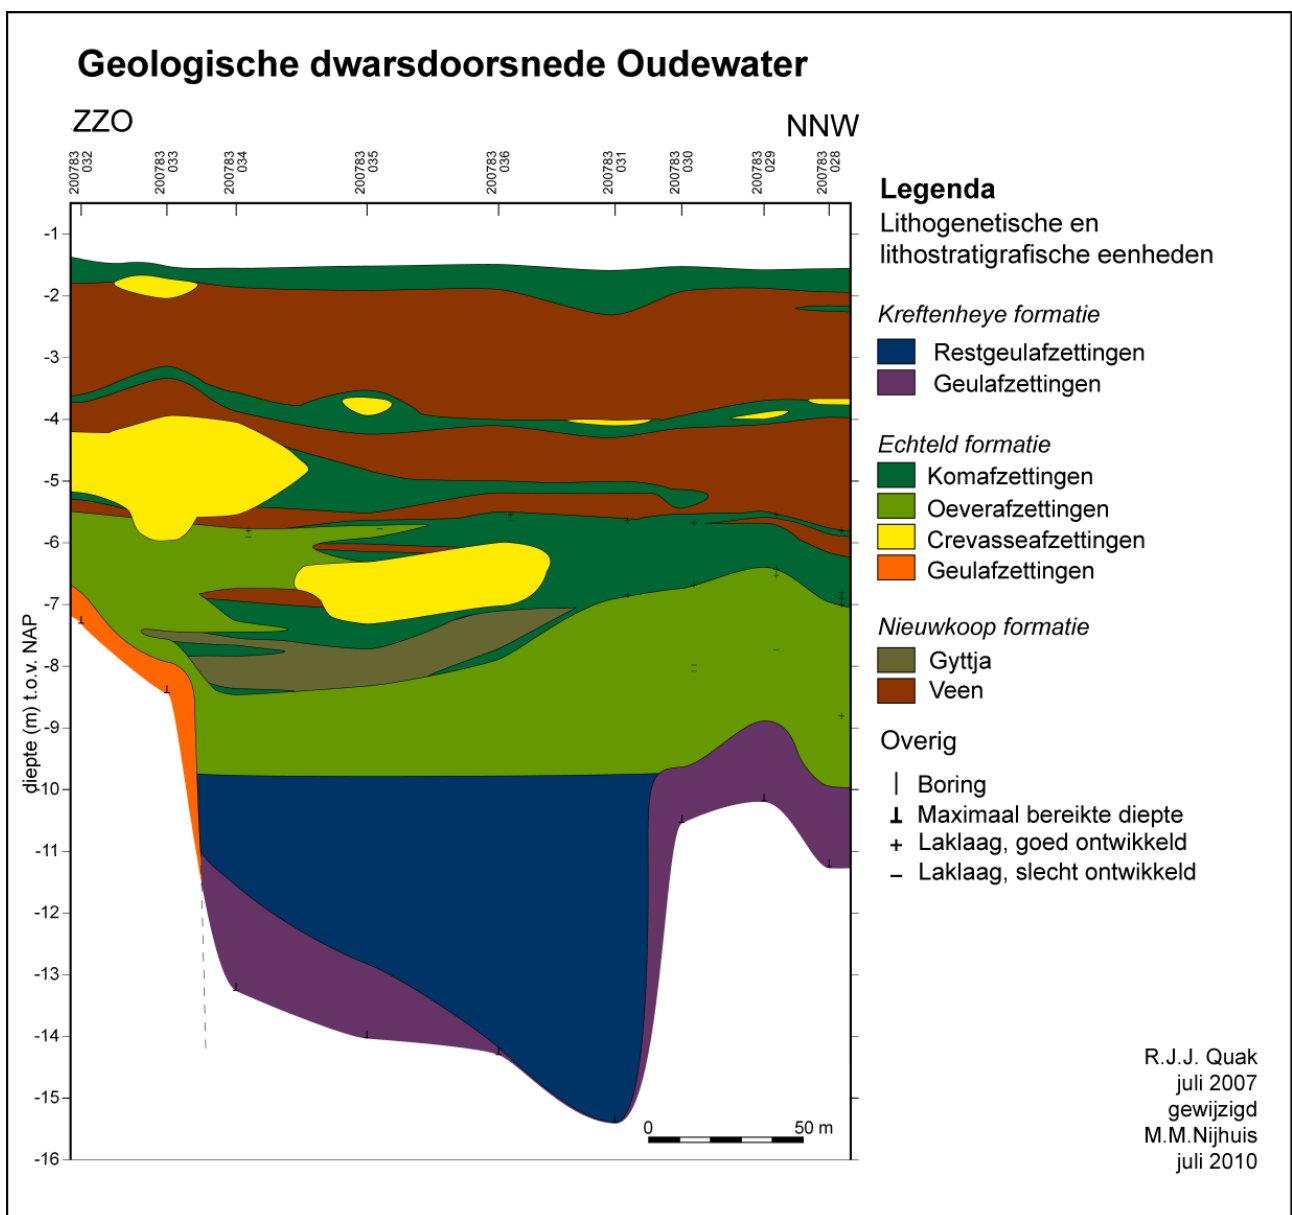 Geologische dwarsdoorsnede Oudewater
ZZO
NNW
200783 032
200783 033
200783 034
200783 035
200783 036
200783 031
200783 030
200783 029
200783 028
diepte (m) t.o.v. NAP
-1
-2
-3
-4
-5
-6
-7
-8
-9
-10
-11
-12
-13
-14
-15
-16
0 50 m
Legenda
Lithogenetische en
lithostratigrafische eenheden
Kreftenheye formatie
Restgeulafzettingen
Geulafzettingen
Echteld formatie
Komafzettingen
Oeverafzettingen
Crevasseafzettingen
Geulafzettingen
Nieuwkoop formatie
Gyttja
Veen
Overig
Boring
Maximaal bereikte diepte
+ Laklaag, goed ontwikkeld
– Laklaag, slecht ontwikkeld
R.J.J. Quak
juli 2007
gewijzigd
M.M.Nijhuis
juli 2010